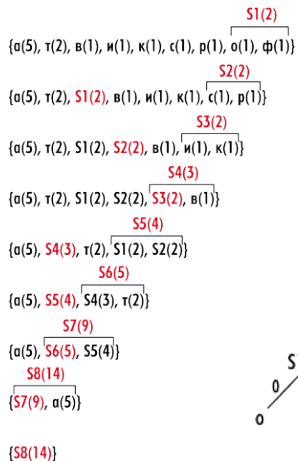 S1(2)
{а(5), т(2), в(1), и(1), к(1), с(1), р(1), о(1), ф(1)}
S2(2)
{а(5), т(2), S1(2), в(1), и(1), к(1), с(1), р(1)}
S3(2)
{а(5), т(2), S1(2), S2(2), в(1), и(1), к(1)}
S4(3)
{а(5), т(2), S1(2), S2(2), S3(2), в(1)}
S5(4)
{а(5), S4(3), т(2), S1(2), S2(2)}
S6(5)
{а(5), S5(4), S4(3), т(2)}
S7(9)
{а(5), S6(5), S5(4)}
S8(14)
{S7(9), а(5)}
{S8(14)}
0
о